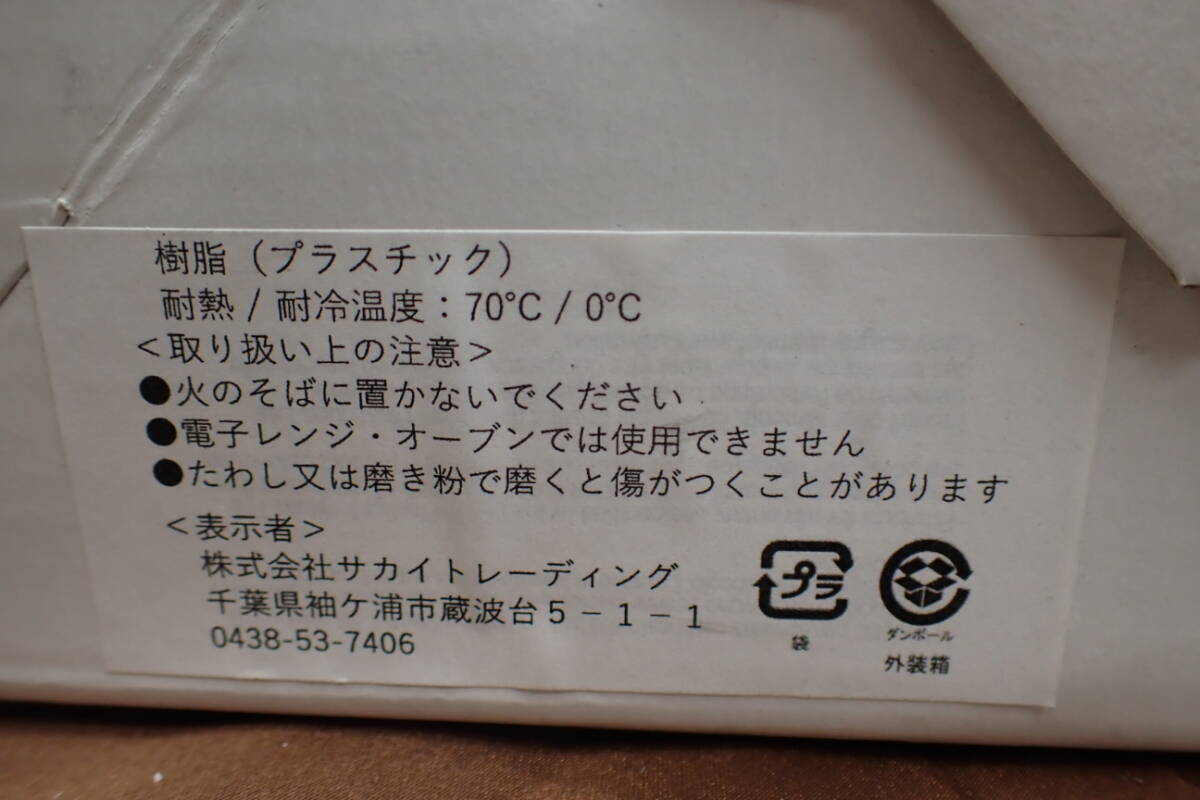 樹脂（プラスチック）
耐熱 / 耐冷温度：70℃ / 0℃
＜取り扱い上の注意＞
●火のそばに置かないでください
●電子レンジ・オーブンでは使用できません
●たわし又は磨き粉で磨くと傷がつくことがあります
＜表示者＞
株式会社サカイトレーディング
千葉県袖ケ浦市蔵波台５－１－１
0438-53-7406
プラ
袋
ダンボール
外装箱